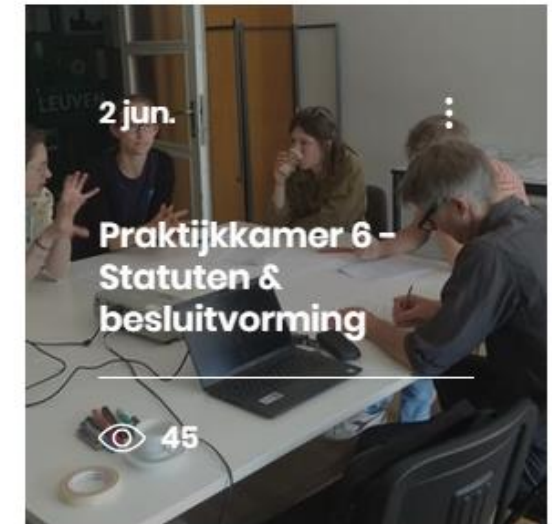 LEUVEN
2 jun.
Praktijkkamer 6 -
Statuten &
besluitvorming
45